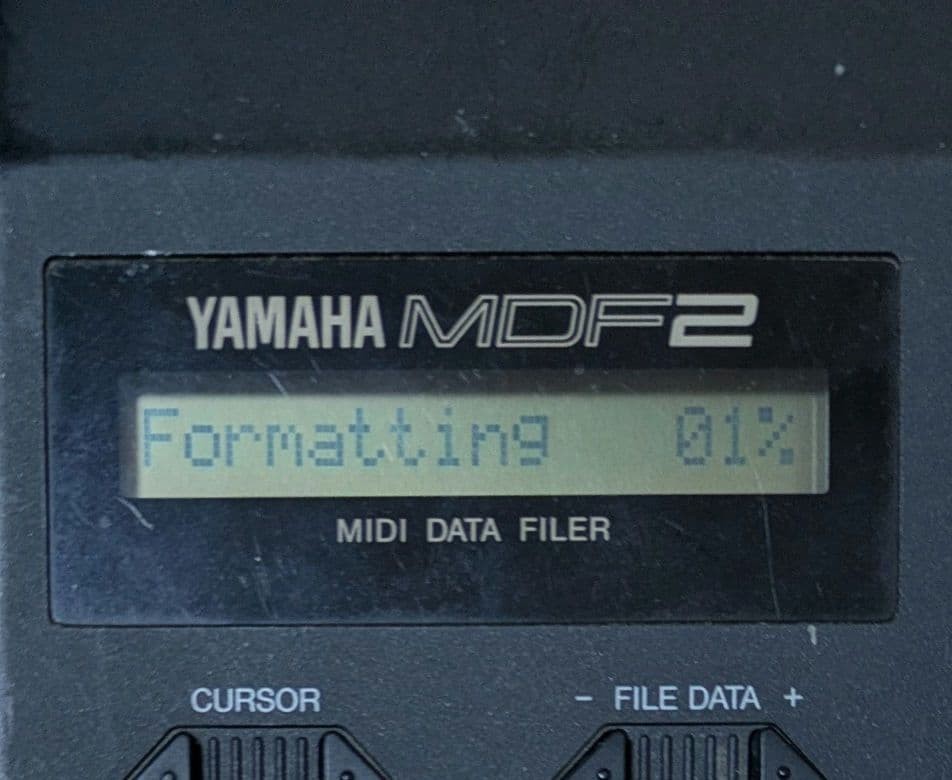 YAMAHA MDF2
Formatting 01%
MIDI DATA FILER
CURSOR - FILE DATA +